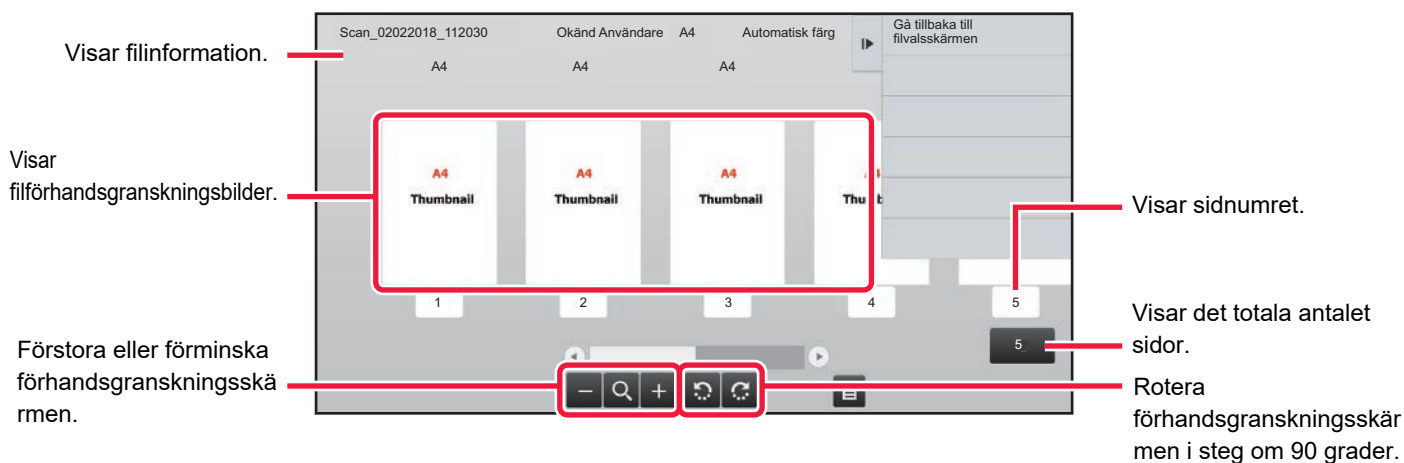 Visar filinformation.
Scan_02022018_112030 Okänd Användare A4 Automatisk färg
Gå tillbaka till
filvalsskärmen
A4 A4 A4
Visar
filförhandsgranskningsbilder.
A4 A4 A4
Thumbnail Thumbnail Thumbnail
1 2 3 4 5
5
Visar sidnumret.
Visar det totala antalet
sidor.
Förstora eller förminska
förhandsgranskningsskä
rmen.
Rotera
förhandsgranskningsskär
men i steg om 90 grader.